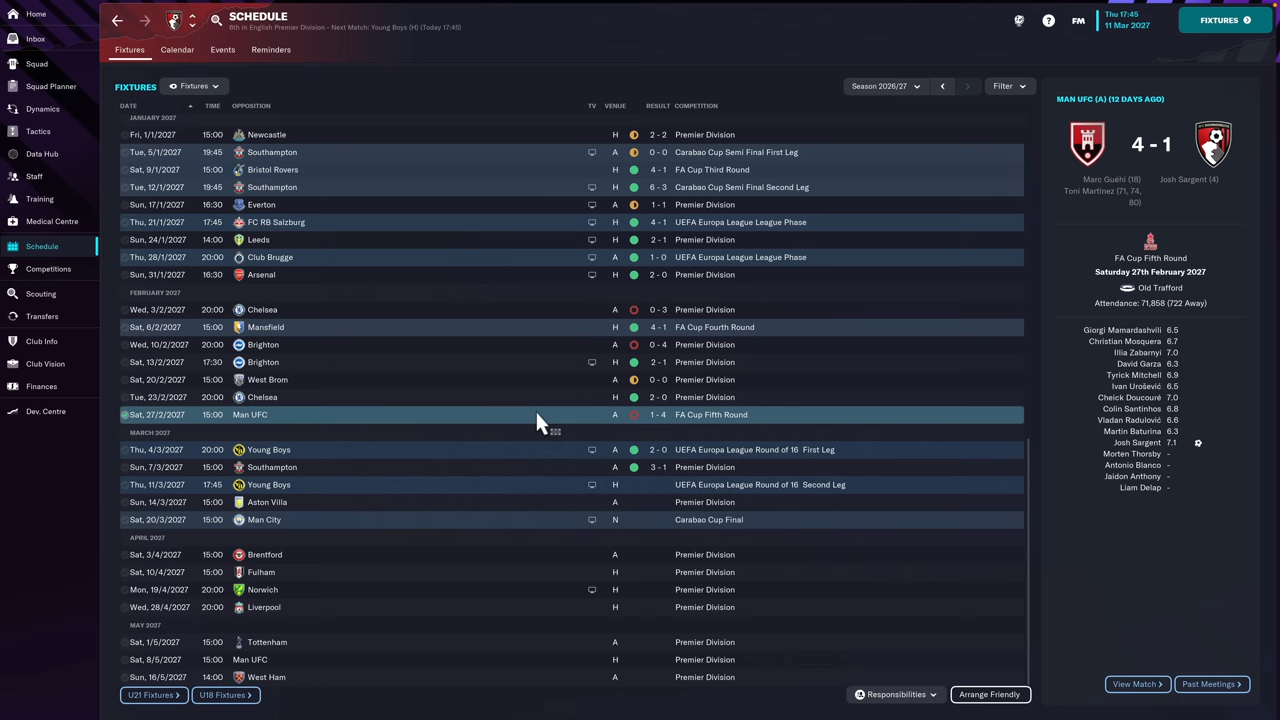 Home
Inbox
Squad
Squad Planner
Dynamics
Tactics
Data Hub
Staff
Training
Medical Centre
Schedule
Competitions
Scouting
Transfers
Club Info
Club Vision
Finances
Dev. Centre
SCHEDULE
6th in English Premier Division - Next Match: Young Boys (H) (Today 17:45)
FM
Thu 17:45
11 Mar 2027
FIXTURES
Fixtures Calendar Events Reminders
FIXTURES Fixtures Season 2026/27 Filter
DATE TIME OPPOSITION TV VENUE RESULT COMPETITION
JANUARY 2027
Fri, 1/1/2027 15:00 Newcastle H 2 - 2 Premier Division
Tue, 5/1/2027 19:45 Southampton A 0 - 0 Carabao Cup Semi Final First Leg
Sat, 9/1/2027 15:00 Bristol Rovers H 4 - 1 FA Cup Third Round
Tue, 12/1/2027 19:45 Southampton H 6 - 3 Carabao Cup Semi Final Second Leg
Sun, 17/1/2027 16:30 Everton A 1 - 1 Premier Division
Thu, 21/1/2027 17:45 FC RB Salzburg H 4 - 1 UEFA Europa League League Phase
Sun, 24/1/2027 14:00 Leeds H 2 - 1 Premier Division
Thu, 28/1/2027 20:00 Club Brugge A 1 - 0 UEFA Europa League League Phase
Sun, 31/1/2027 16:30 Arsenal H 2 - 0 Premier Division
FEBRUARY 2027
Wed, 3/2/2027 20:00 Chelsea A 0 - 3 Premier Division
Sat, 6/2/2027 15:00 Mansfield H 4 - 1 FA Cup Fourth Round
Wed, 10/2/2027 20:00 Brighton A 0 - 4 Premier Division
Sat, 13/2/2027 17:30 Brighton H 2 - 1 Premier Division
Sat, 20/2/2027 15:00 West Brom A 0 - 0 Premier Division
Tue, 23/2/2027 20:00 Chelsea H 2 - 0 Premier Division
Sat, 27/2/2027 15:00 Man UFC A 1 - 4 FA Cup Fifth Round
MARCH 2027
Thu, 4/3/2027 20:00 Young Boys A 2 - 0 UEFA Europa League Round of 16 First Leg
Sun, 7/3/2027 15:00 Southampton A 3 - 1 Premier Division
Thu, 11/3/2027 17:45 Young Boys H UEFA Europa League Round of 16 Second Leg
Sun, 14/3/2027 15:00 Aston Villa A Premier Division
Sat, 20/3/2027 15:00 Man City N Carabao Cup Final
APRIL 2027
Sat, 3/4/2027 15:00 Brentford A Premier Division
Sat, 10/4/2027 15:00 Fulham H Premier Division
Mon, 19/4/2027 20:00 Norwich H Premier Division
Wed, 28/4/2027 20:00 Liverpool H Premier Division
MAY 2027
Sat, 1/5/2027 15:00 Tottenham A Premier Division
Sat, 8/5/2027 15:00 Man UFC H Premier Division
Sun, 16/5/2027 14:00 West Ham A Premier Division
U21 Fixtures U18 Fixtures Responsibilities Arrange Friendly
MAN UFC (A) (12 DAYS AGO)
4 - 1
Marc Guéhi (18) Josh Sargent (4)
Toni Martínez (71, 74,
80)
FA Cup Fifth Round
Saturday 27th February 2027
Old Trafford
Attendance: 71,858 (722 Away)
Giorgi Mamardashvili 6.5
Christian Mosquera 6.7
Illia Zabarnyi 7.0
David Garza 6.3
Tyrick Mitchell 6.9
Ivan Urošević 6.5
Cheick Doucouré 7.0
Colin Santinhos 6.8
Vladan Radulović 6.6
Martin Baturina 6.3
Josh Sargent 7.1
Morten Thorsby -
Antonio Blanco -
Jaidon Anthony -
Liam Delap -
View Match Past Meetings